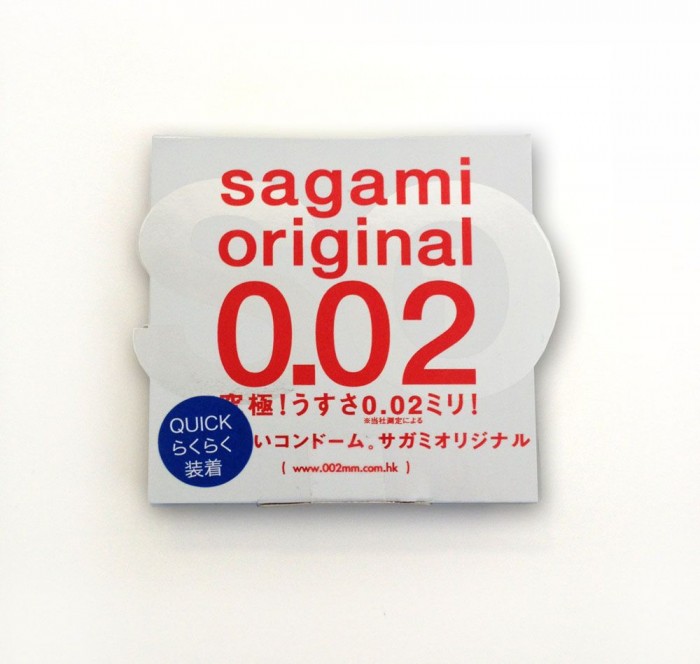 sagami
original
0.02
極!うすさ0.02ミリ!
※当社測定による
いコンドーム。サガミオリジナル
( www.002mm.com.hk )
QUICK
らくらく
装着